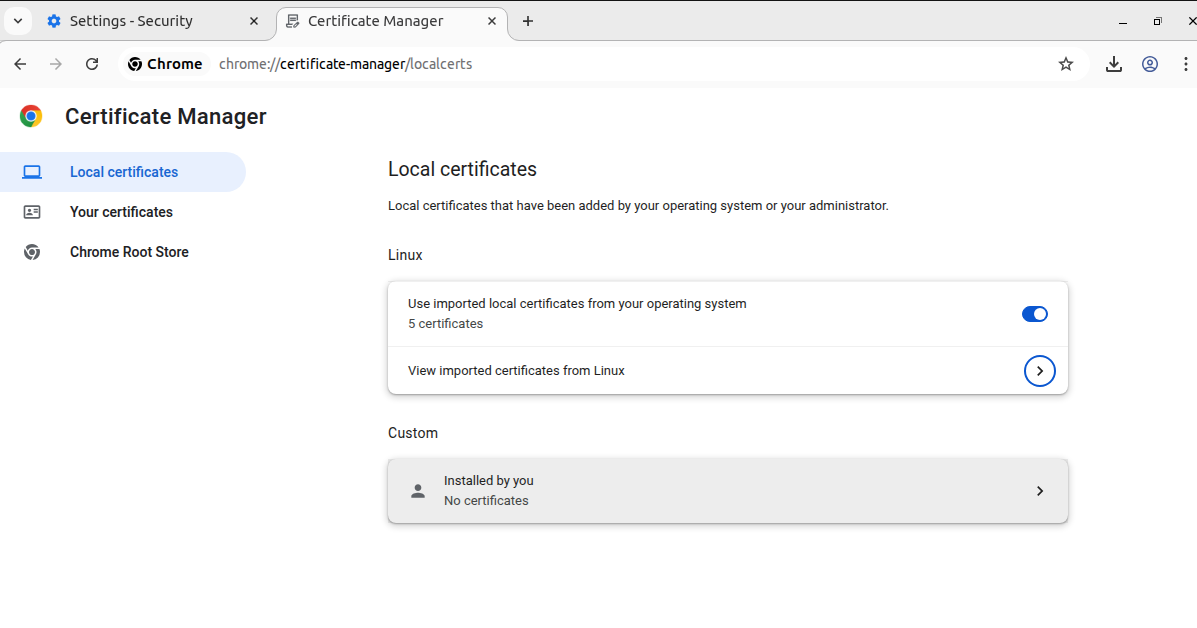 Settings - Security
Certificate Manager
Chrome
chrome://certificate-manager/localcerts
Certificate Manager
Local certificates
Your certificates
Chrome Root Store
Local certificates
Local certificates that have been added by your operating system or your administrator.
Linux
Use imported local certificates from your operating system
5 certificates
View imported certificates from Linux
Custom
Installed by you
No certificates